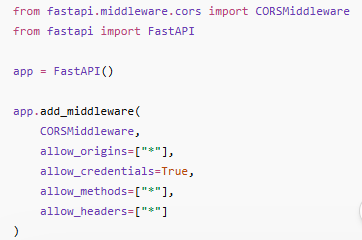 from fastapi.middleware.cors import CORSMiddleware
from fastapi import FastAPI

app = FastAPI()

app.add_middleware(
    CORSMiddleware,
    allow_origins=["*"],
    allow_credentials=True,
    allow_methods=["*"],
    allow_headers=["*"]
)